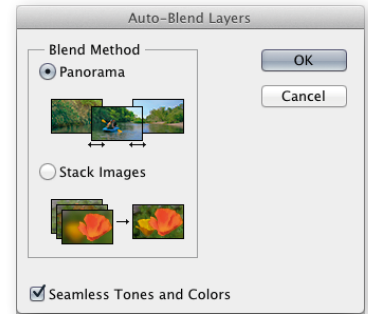 Auto-Blend Layers
Blend Method
Panorama
Stack Images
Seamless Tones and Colors
OK
Cancel